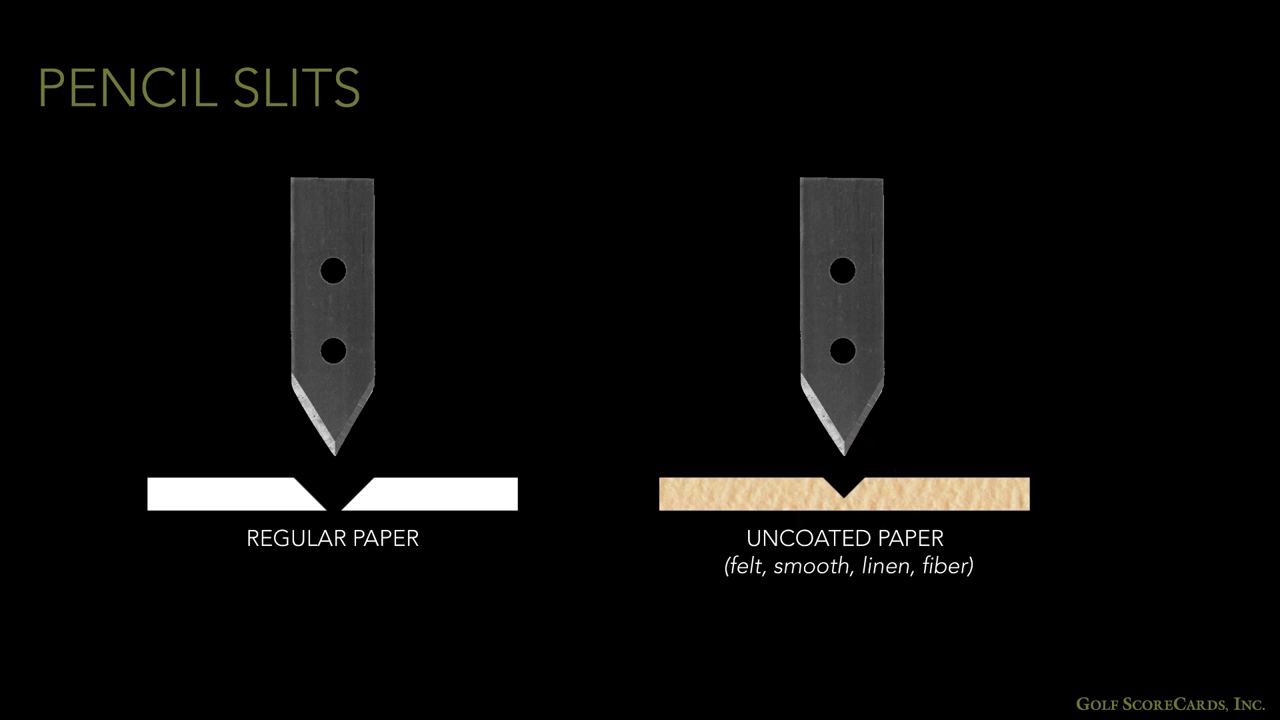 PENCIL SLITS
REGULAR PAPER
UNCOATED PAPER
(felt, smooth, linen, fiber)
GOLF SCORECARDS, INC.